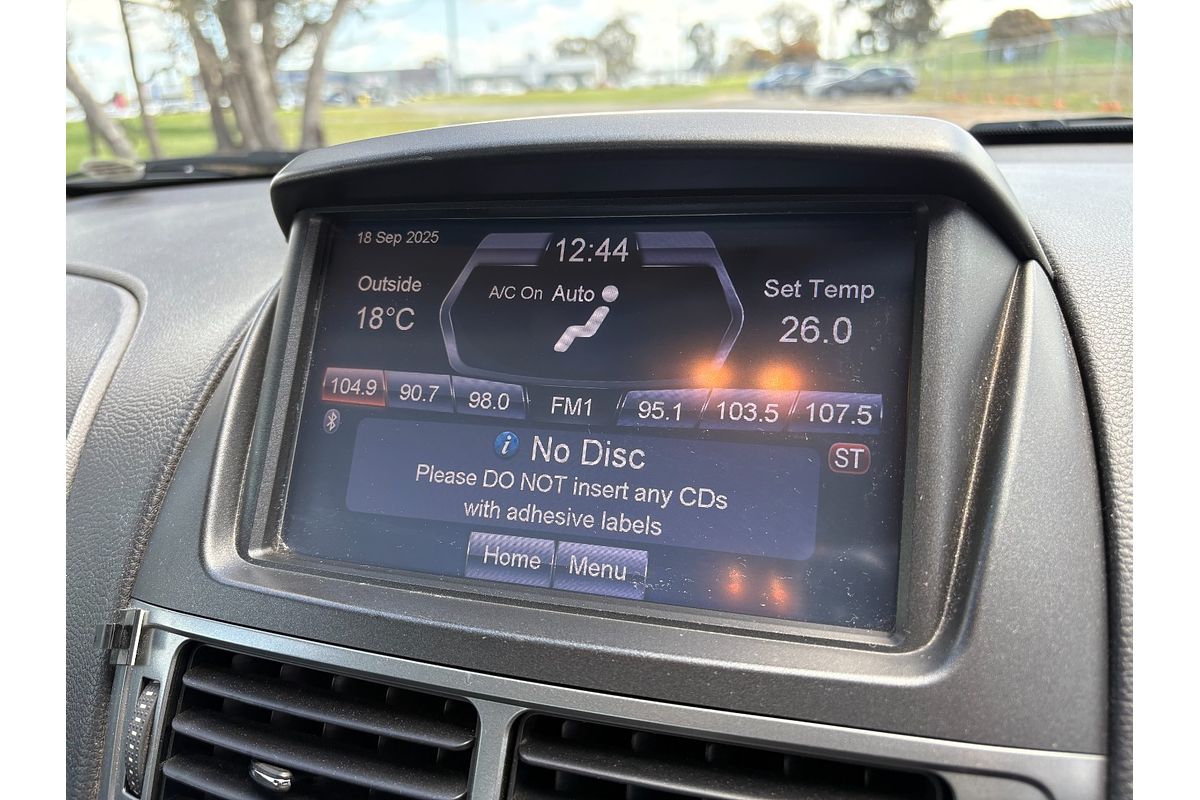 18 Sep 2025
12:44
Outside
18°C
A/C On Auto
Set Temp
26.0
104.9 90.7 98.0 FM1 95.1 103.5 107.5
i No Disc
ST
Please DO NOT insert any CDs
with adhesive labels
Home Menu